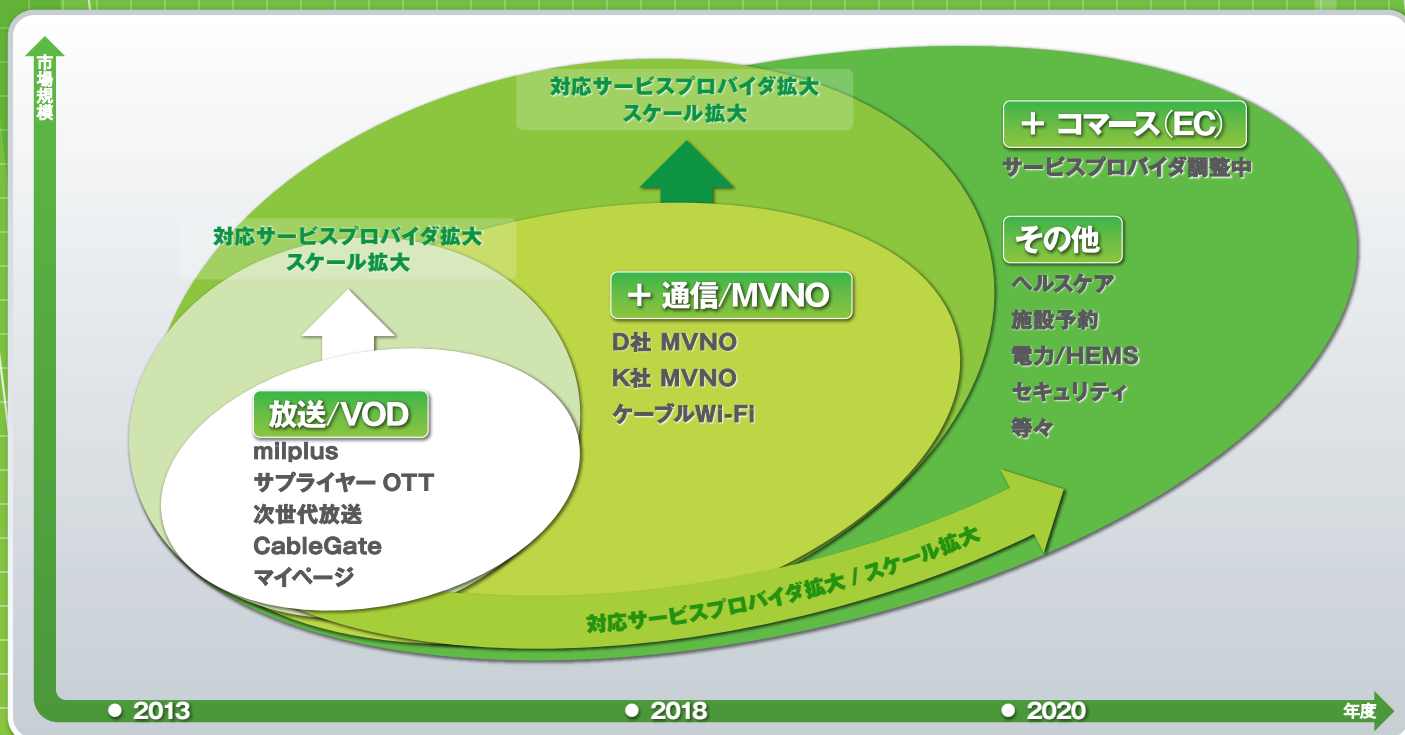 市場規模
対応サービスプロバイダ拡大
スケール拡大
+ コマース(EC)
サービスプロバイダ調整中
その他
ヘルスケア
施設予約
電力/HEMS
セキュリティ
等々
対応サービスプロバイダ拡大
スケール拡大
+ 通信/MVNO
D社 MVNO
K社 MVNO
ケーブルWi-Fi
放送/VOD
milplus
サプライヤー OTT
次世代放送
CableGate
マイページ
対応サービスプロバイダ拡大 / スケール拡大
2013
2018
2020
年度